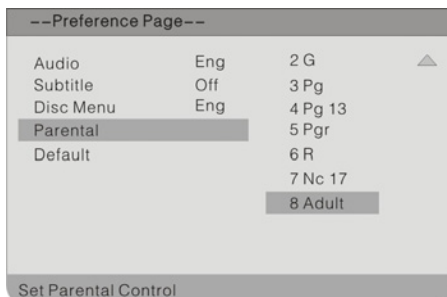 --Preference Page--
Audio Eng
Subtitle Off
Disc Menu Eng
Parental
Default
2 G
3 Pg
4 Pg 13
5 Pgr
6 R
7 Nc 17
8 Adult
Set Parental Control